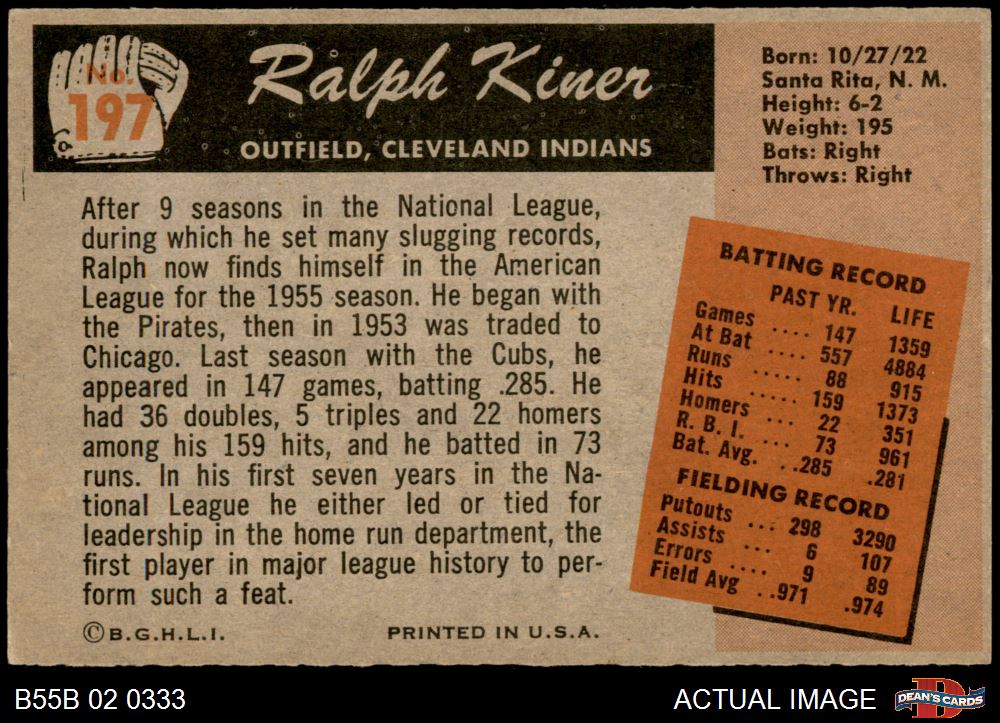 No.
197
Ralph Kiner
OUTFIELD, CLEVELAND INDIANS
Born: 10/27/22
Santa Rita, N. M.
Height: 6-2
Weight: 195
Bats: Right
Throws: Right
After 9 seasons in the National League,
during which he set many slugging records,
Ralph now finds himself in the American
League for the 1955 season. He began with
the Pirates, then in 1953 was traded to
Chicago. Last season with the Cubs, he
appeared in 147 games, batting .285. He
had 36 doubles, 5 triples and 22 homers
among his 159 hits, and he batted in 73
runs. In his first seven years in the Na-
tional League he either led or tied for
leadership in the home run department, the
first player in major league history to per-
form such a feat.
©B.G.H.L.I. PRINTED IN U.S.A.
BATTING RECORD
PAST YR. LIFE
Games .... 147 1359
At Bat .... 557 4884
Runs ..... 88 915
Hits ..... 159 1373
Homers .... 22 351
R. B. I. ... 73 961
Bat. Avg. . .285 .281
FIELDING RECORD
Putouts ... 298 3290
Assists ... 6 107
Errors .... 9 89
Field Avg . .971 .974
B55B 02 0333
ACTUAL IMAGE
DEAN'S CARDS